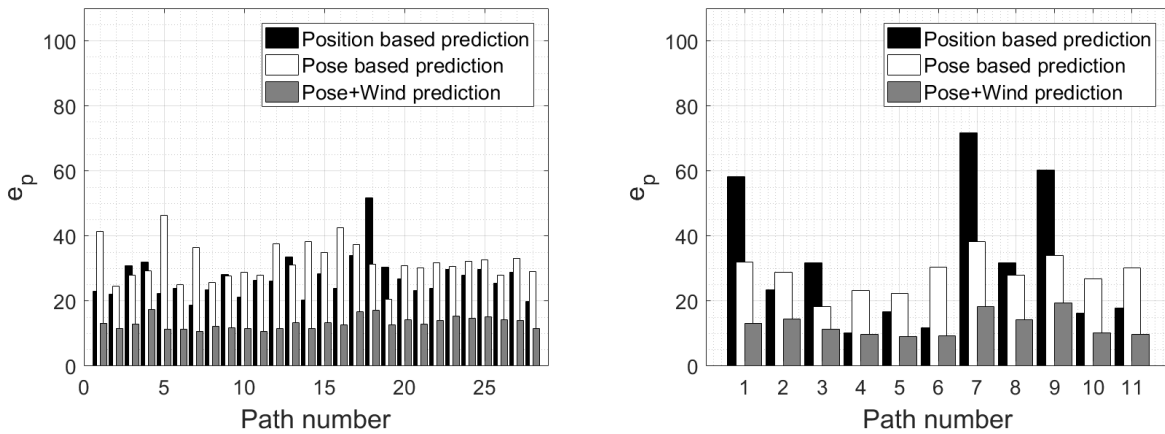 100
80
60
40
20
0
e_p
Position based prediction
Pose based prediction
Pose+Wind prediction
0 5 10 15 20 25
Path number
100
80
60
40
20
0
e_p
Position based prediction
Pose based prediction
Pose+Wind prediction
1 2 3 4 5 6 7 8 9 10 11
Path number